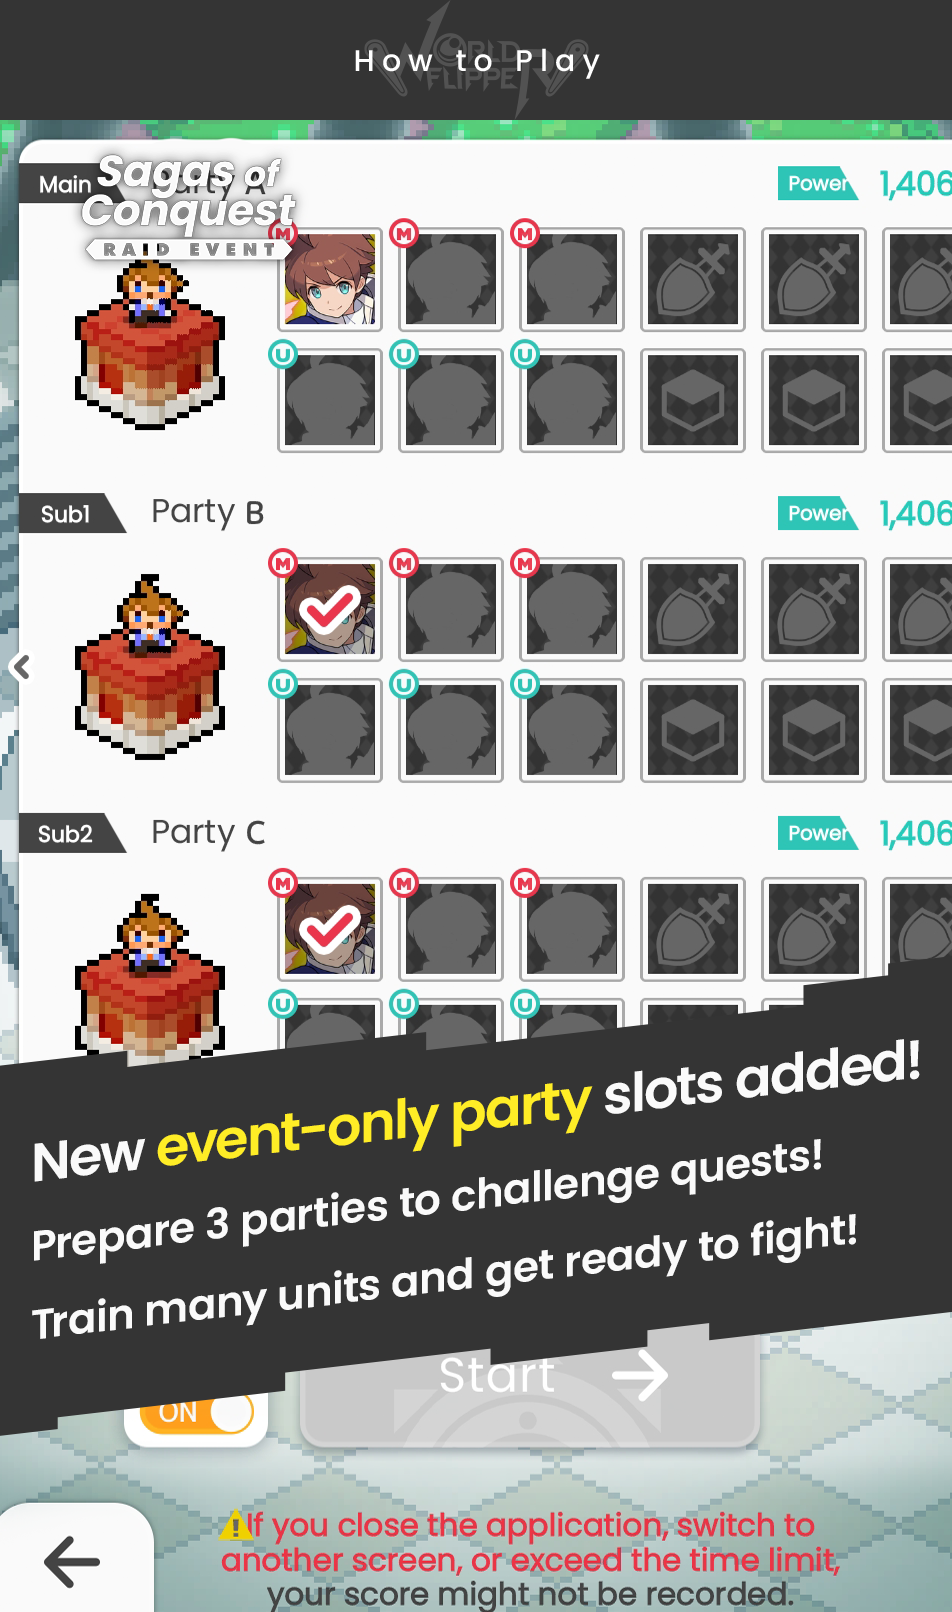 WORLD FLIPPER
How to Play
Main
Party A
Power
1,406
Sagas of
Conquest
RAID EVENT
M
M
M
U
U
U
Sub1
Party B
Power
1,406
M
M
M
U
U
U
Sub2
Party C
Power
1,406
M
M
M
U
U
U
New event-only party slots added!
Prepare 3 parties to challenge quests!
Train many units and get ready to fight!
ON
Start
If you close the application, switch to
another screen, or exceed the time limit,
your score might not be recorded.